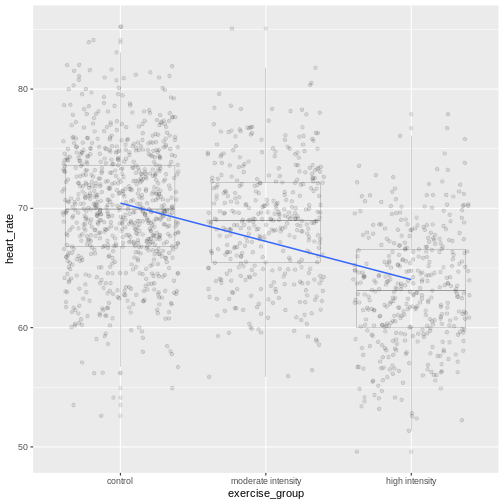 80
70
60
50
heart_rate
control
moderate intensity
high intensity
exercise_group